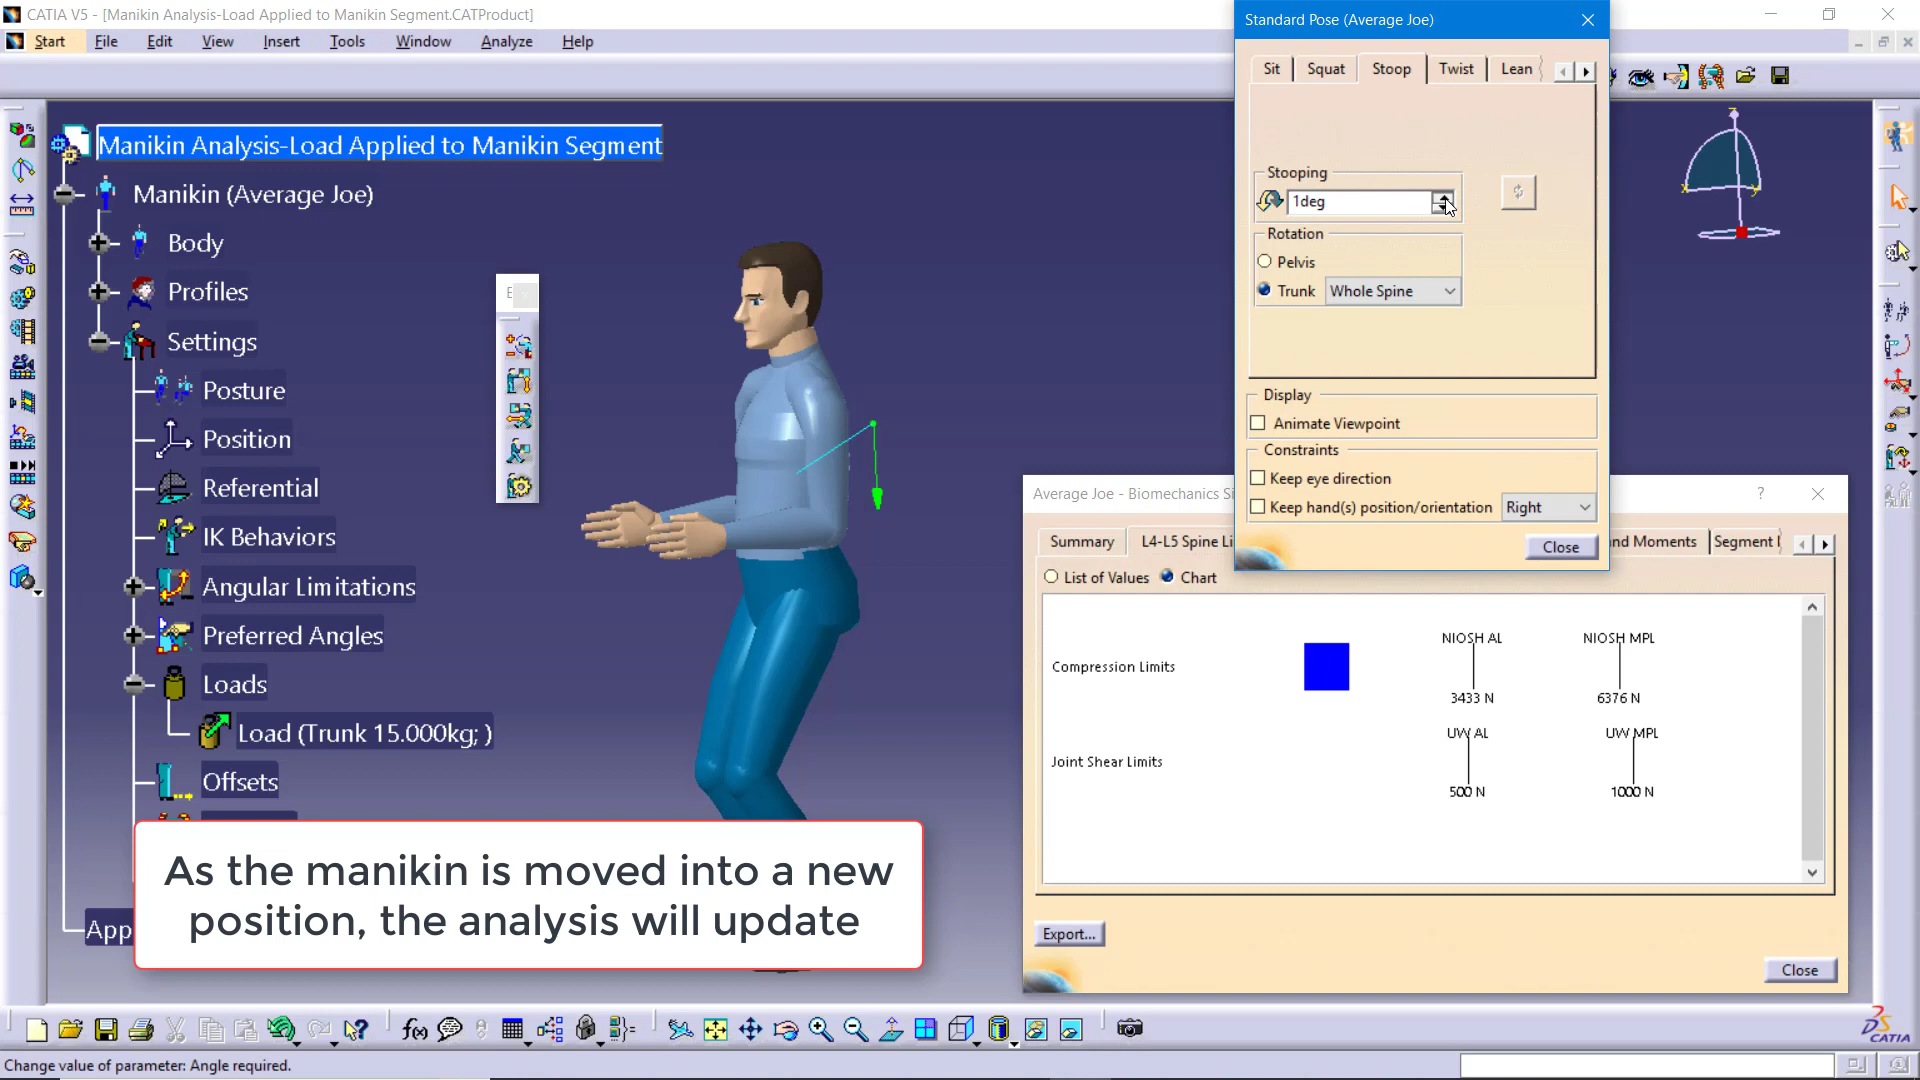 CATIA V5 - [Manikin Analysis-Load Applied to Manikin Segment.CATProduct]
Start File Edit View Insert Tools Window Analyze Help
Manikin Analysis-Load Applied to Manikin Segment
Manikin (Average Joe)
Body
Profiles
Settings
Posture
Position
Referential
IK Behaviors
Angular Limitations
Preferred Angles
Loads
Load (Trunk 15.000kg; )
Offsets
App
As the manikin is moved into a new
position, the analysis will update
Standard Pose (Average Joe)
Sit Squat Stoop Twist Lean
Stooping
1deg
Rotation
Pelvis
Trunk Whole Spine
Display
Animate Viewpoint
Constraints
Keep eye direction
Keep hand(s) position/orientation Right
Close
Average Joe - Biomechanics Si
Summary L4-L5 Spine Li nd Moments Segment
List of Values Chart
NIOSH AL NIOSH MPL
Compression Limits
3433 N 6376 N
UW AL UW MPL
Joint Shear Limits
500 N 1000 N
Export...
Close
f(x)
CATIA
Change value of parameter: Angle required.